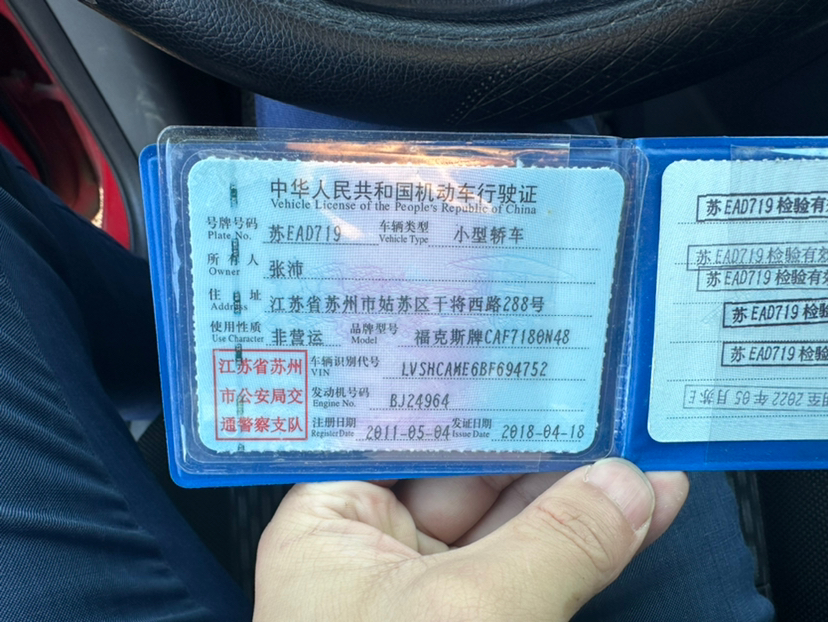 中华人民共和国机动车行驶证
Vehicle License of the People's Republic of China
号牌号码 苏EAD719 车辆类型 小型轿车
Plate No. Vehicle Type
所有人 张沛
Owner
住址 江苏省苏州市姑苏区干将西路288号
Address
使用性质 非营运 品牌型号 福克斯牌CAF7180N48
Use Character Model
江苏省苏州
市公安局交
通警察支队
车辆识别代号 LVSHCAME6BF694752
VIN
发动机号码 BJ24964
Engine No.
注册日期 2011-05-04 发证日期 2018-04-18
Register Date Issue Date
苏EAD719 检验有
苏EAD719 检验有效
苏EAD719 检验有
苏EAD719 检验
苏EAD719 检验
至 2022 年 05 月 苏E